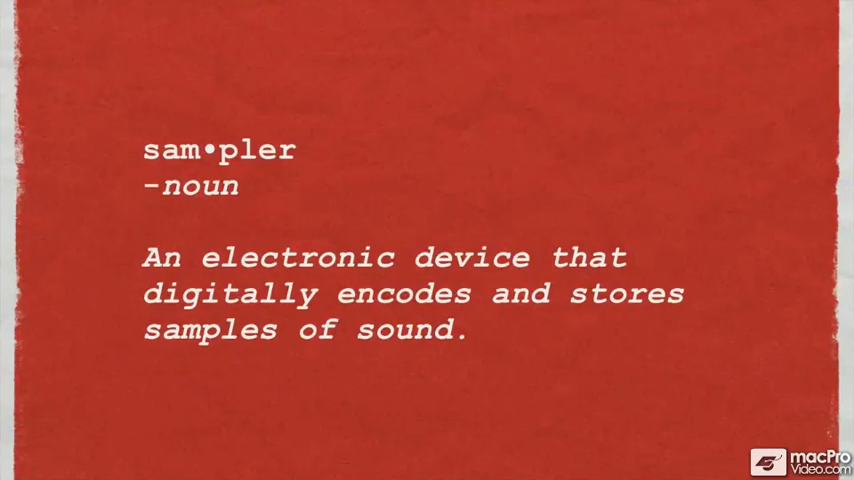 sam•pler
-noun
An electronic device that
digitally encodes and stores
samples of sound.
macPro
Video.com